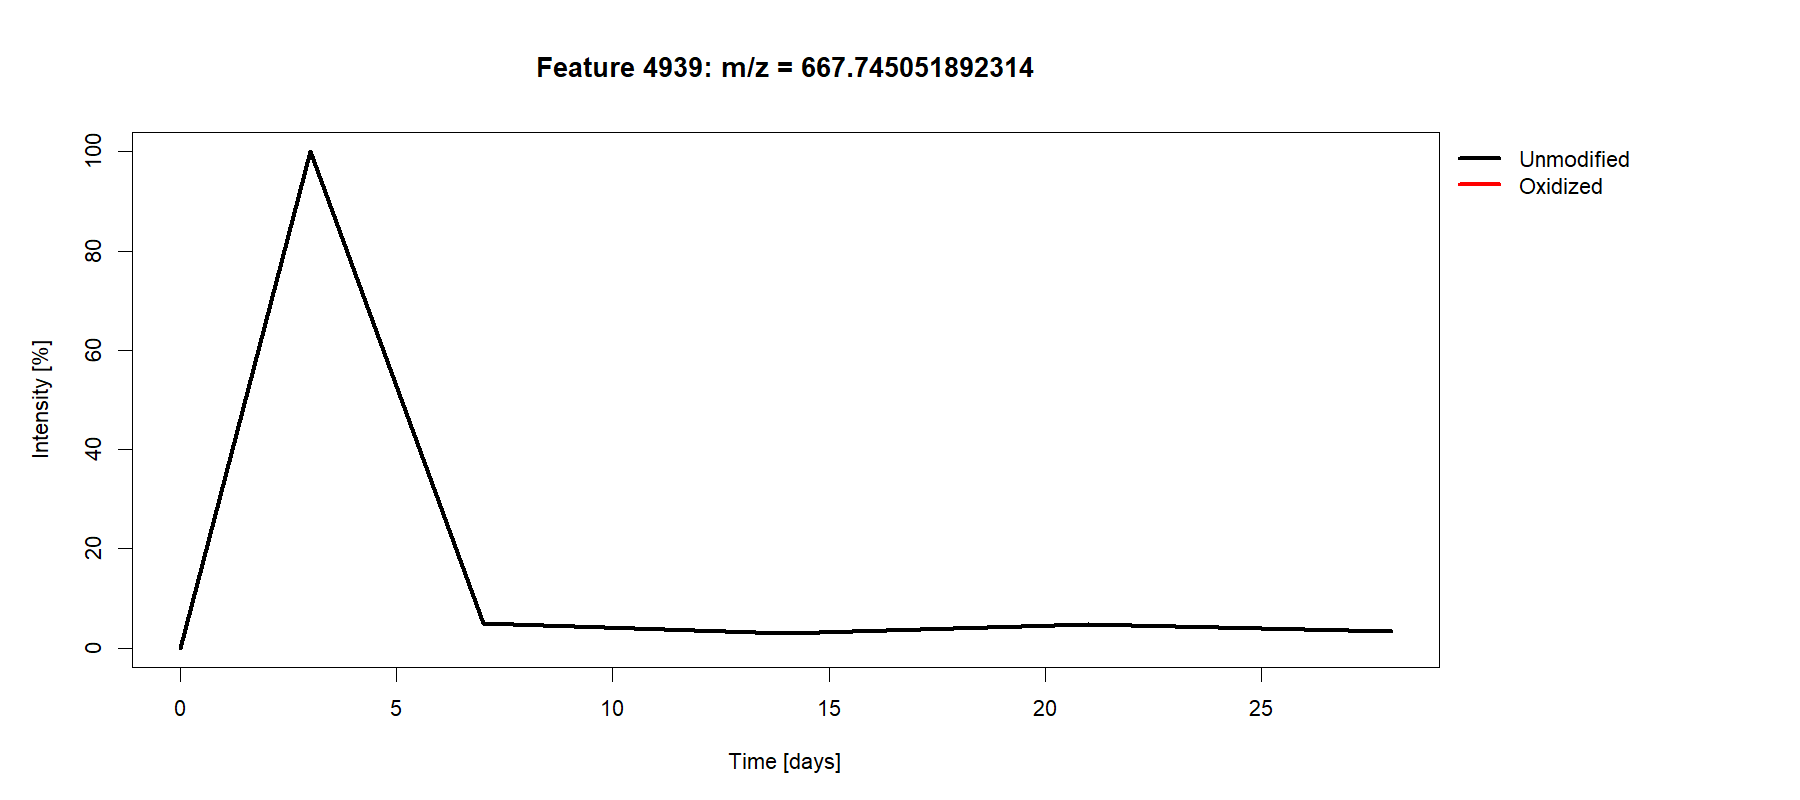 Feature 4939: m/z = 667.745051892314
Unmodified
Oxidized
100
80
60
40
20
0
Intensity [%]
0 5 10 15 20 25
Time [days]